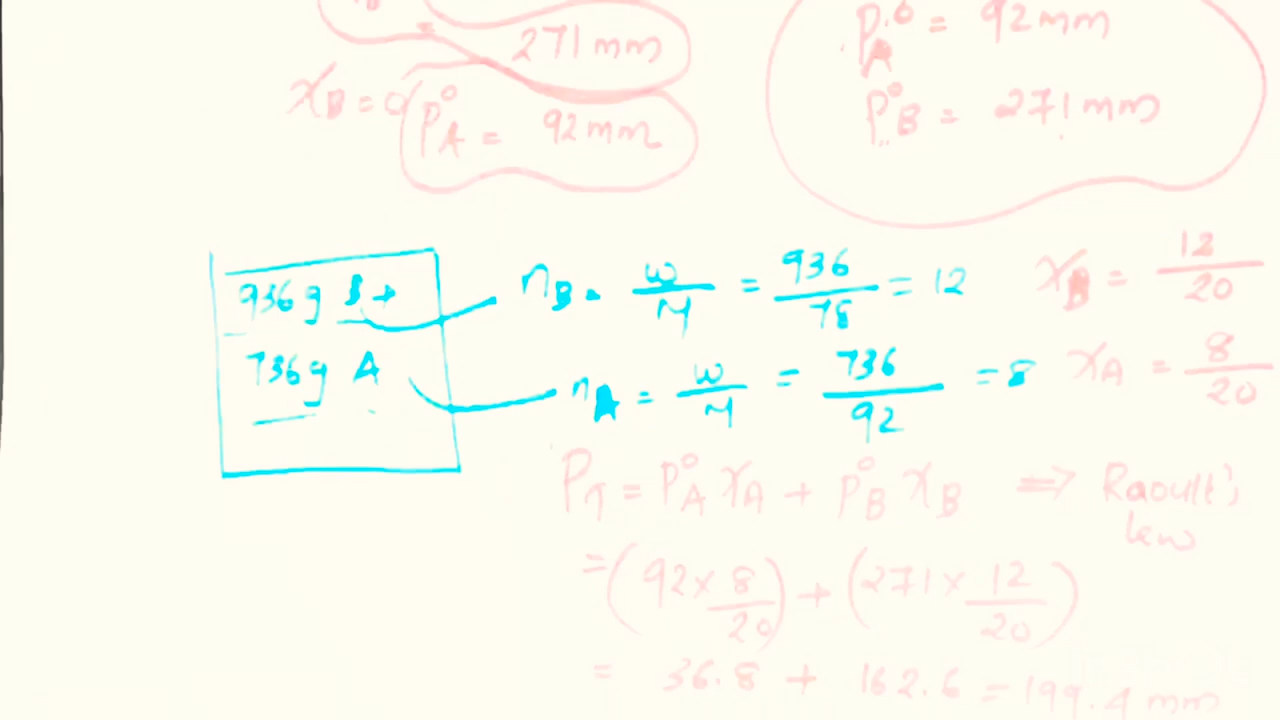 271 mm
P°A = 92 mm
P°B = 271 mm
xB = 0 P°A = 92 mm
936 g B +
736 g A
nB = w/M = 936/78 = 12
xB = 12/20
nA = w/M = 736/92 = 8
xA = 8/20
PT = P°A xA + P°B xB ⇒ Raoult's
law
= (92 × 8/20) + (271 × 12/20)
= 36.8 + 162.6 = 199.4 mm